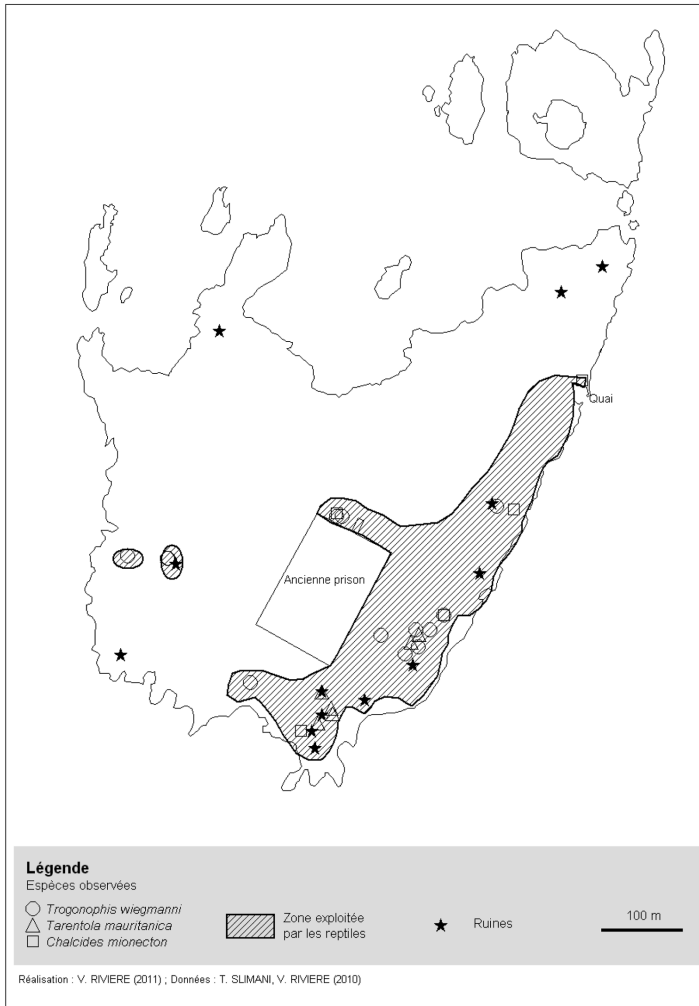 Quai
Ancienne prison
Légende
Espèces observées
Trogonophis wiegmanni
Tarentola mauritanica
Chalcides mionecton
Zone exploitée
par les reptiles
Ruines
100 m
Réalisation : V. RIVIERE (2011) ; Données : T. SLIMANI, V. RIVIERE (2010)